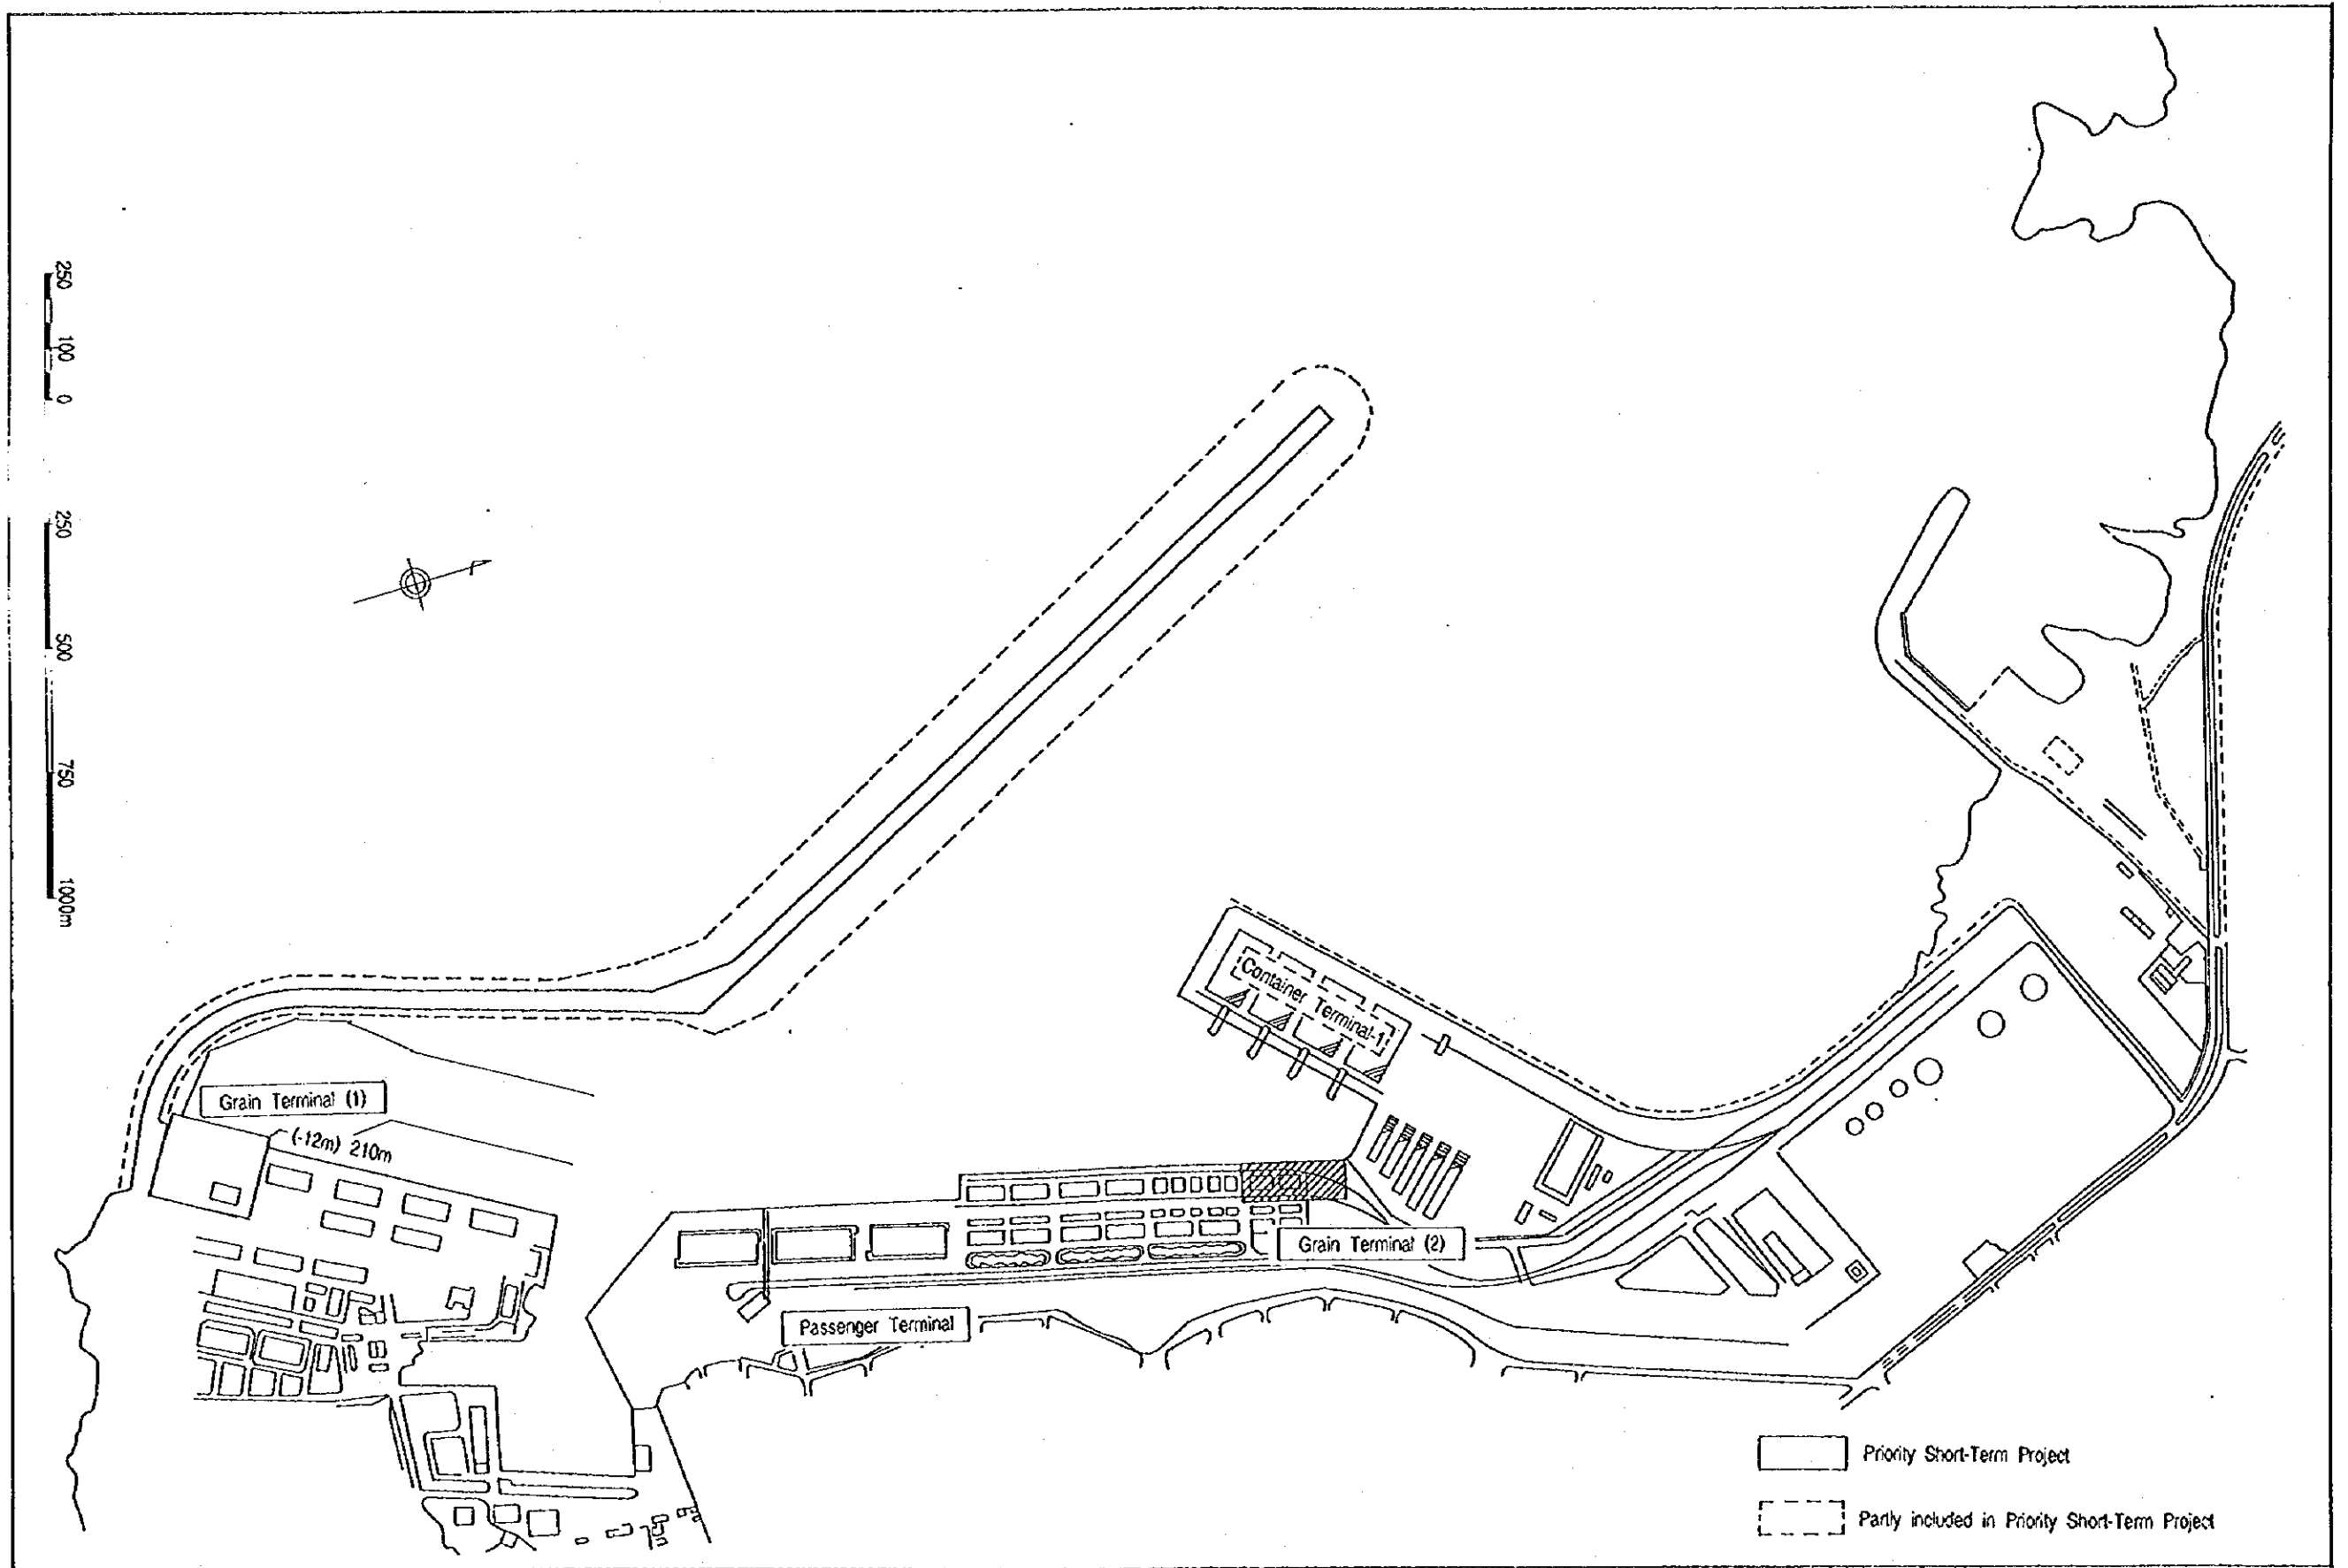 250
100
0
250
500
750
1000m
Container Terminal-1
Grain Terminal (1)
(-12m) 210m
Grain Terminal (2)
Passenger Terminal
Priority Short-Term Project
Partly included in Priority Short-Term Project